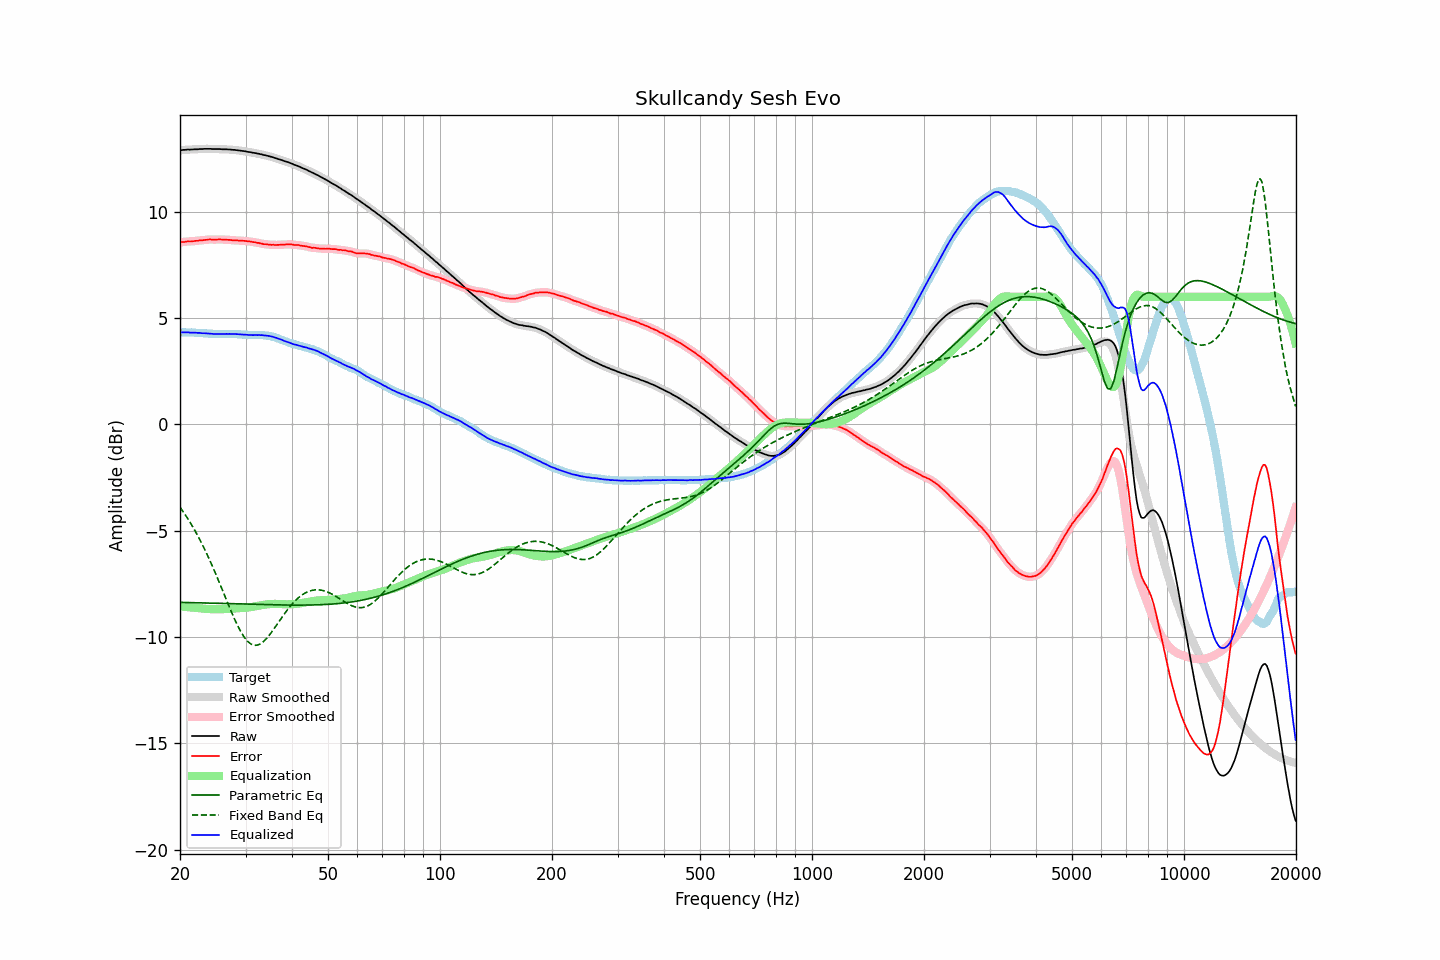 Skullcandy Sesh Evo
Amplitude (dBr)
10
5
0
−5
−10
−15
−20
Target
Raw Smoothed
Error Smoothed
Raw
Error
Equalization
Parametric Eq
Fixed Band Eq
Equalized
20 50 100 200 500 1000 2000 5000 10000 20000
Frequency (Hz)